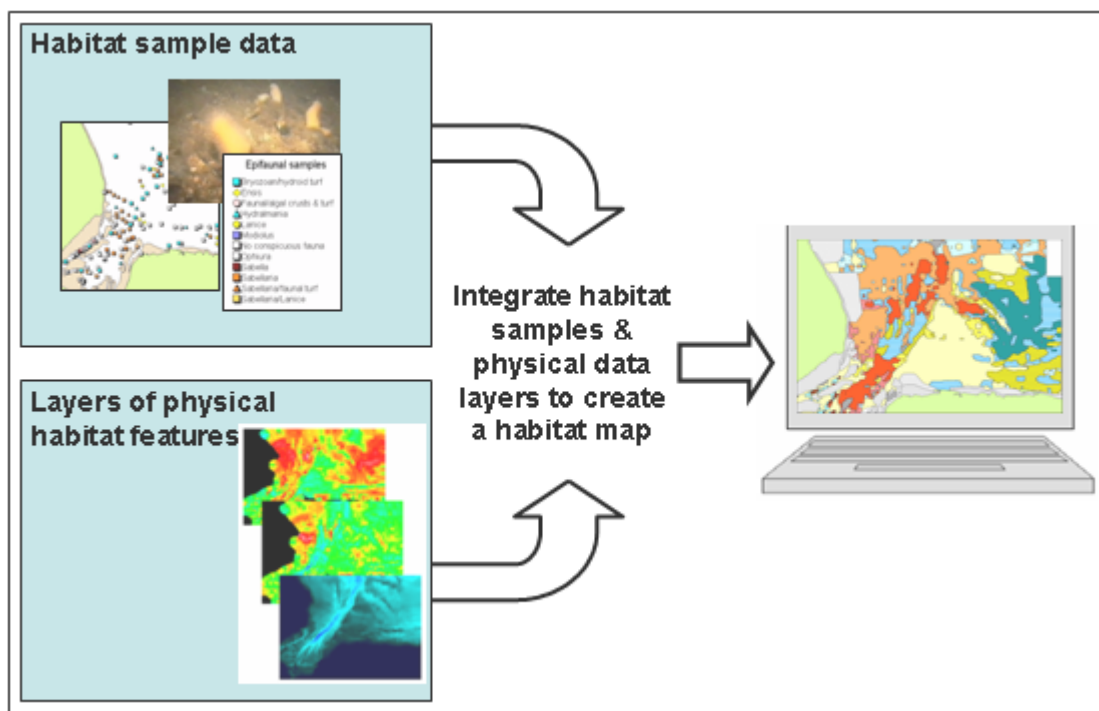 Habitat sample data
Epifaunal samples
Bryozoan/hydroid turf
Ensis
Faunal/algal crusts & turf
Hydralmania
Lanice
Modiolus
No conspicuous fauna
Ophiura
Sabella
Sabellaria
Sabellaria/faunal turf
Sabellaria/Lanice
Integrate habitat
samples &
physical data
layers to create
a habitat map
Layers of physical
habitat features